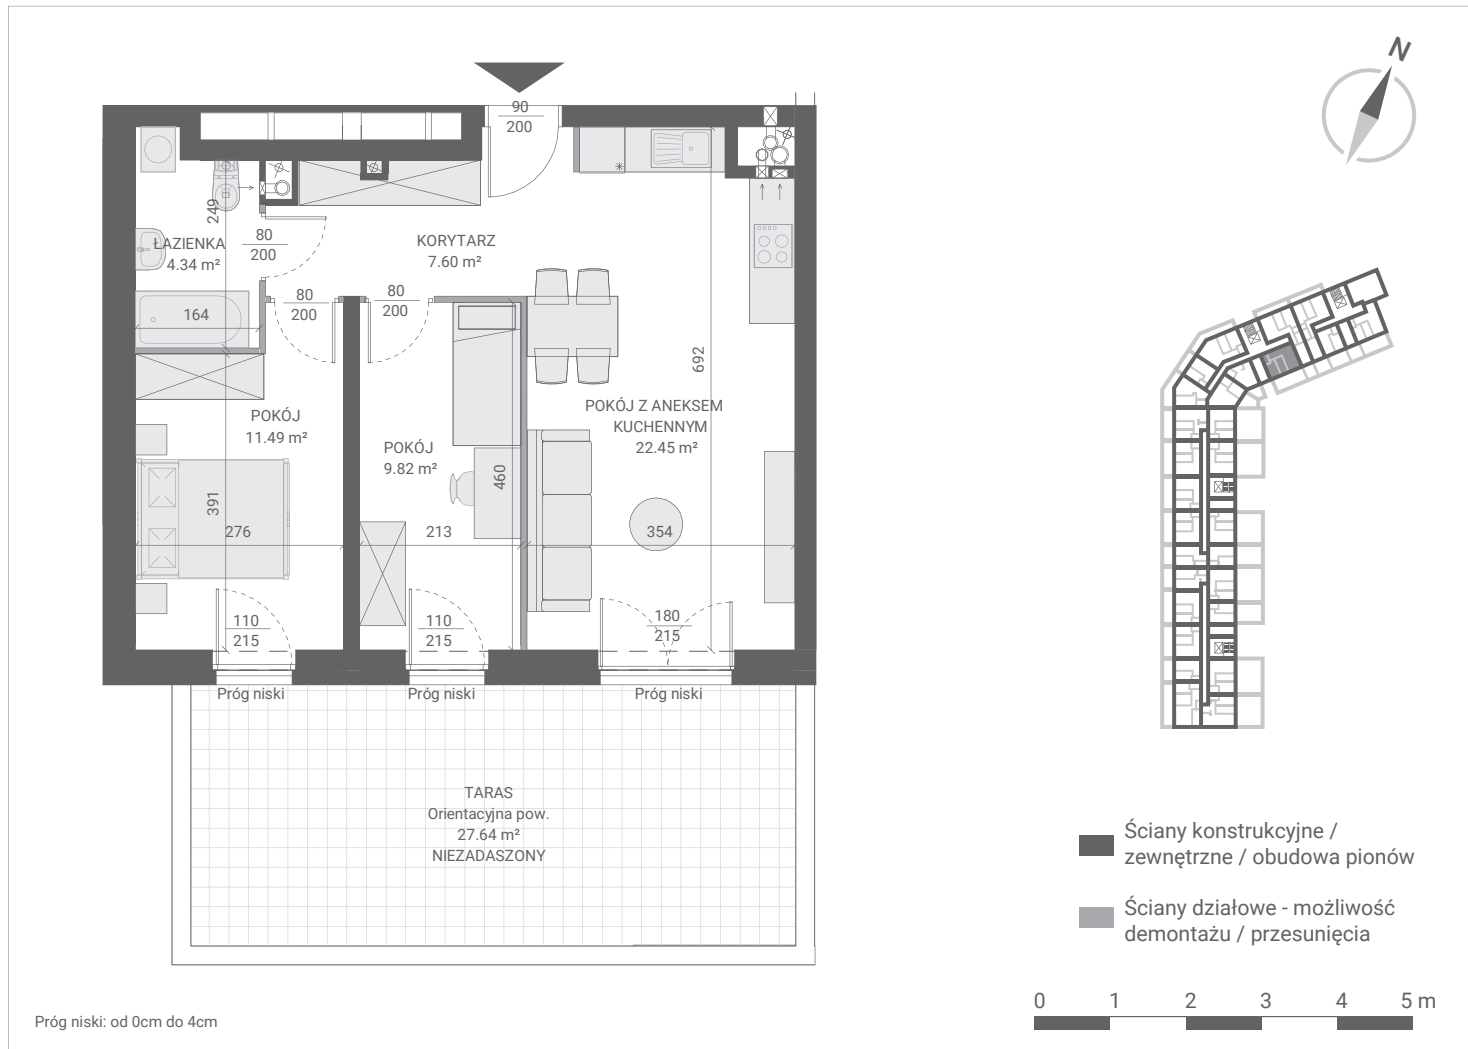 N
90
200
249
ŁAZIENKA
4.34 m²
80
200
KORYTARZ
7.60 m²
164
80
200
80
200
692
POKÓJ
11.49 m²
POKÓJ
9.82 m²
POKÓJ Z ANEKSEM
KUCHENNYM
22.45 m²
391
460
276
213
354
110
215
110
215
180
215
Próg niski
Próg niski
Próg niski
TARAS
Orientacyjna pow.
27.64 m²
NIEZADASZONY
Ściany konstrukcyjne /
zewnętrzne / obudowa pionów
Ściany działowe - możliwość
demontażu / przesunięcia
0 1 2 3 4 5 m
Próg niski: od 0cm do 4cm